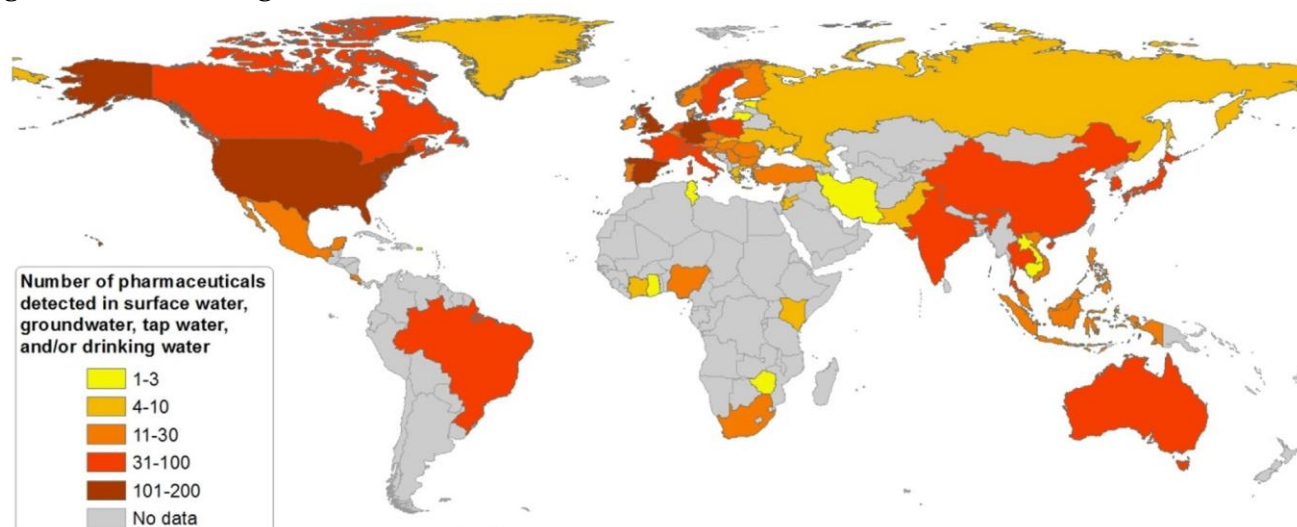 Number of pharmaceuticals
detected in surface water,
groundwater, tap water,
and/or drinking water
1-3
4-10
11-30
31-100
101-200
No data